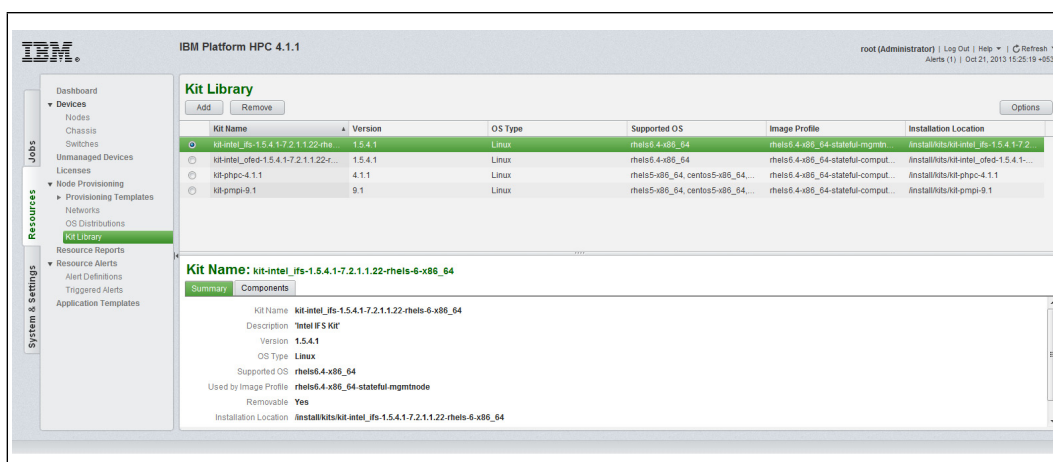 IBM.
IBM Platform HPC 4.1.1
root (Administrator) | Log Out | Help | Refresh
Alerts (1) | Oct 21, 2013 15:25:19 +053
Jobs
Resources
System & Settings
Dashboard
Devices
Nodes
Chassis
Switches
Unmanaged Devices
Licenses
Node Provisioning
Provisioning Templates
Networks
OS Distributions
Kit Library
Resource Reports
Resource Alerts
Alert Definitions
Triggered Alerts
Application Templates
Kit Library
Add Remove Options
Kit Name Version OS Type Supported OS Image Profile Installation Location
kit-intel_ifs-1.5.4.1-7.2.1.1.22-rhe... 1.5.4.1 Linux rhels6.4-x86_64 rhels6.4-x86_64-stateful-mgmtn... /install/kits/kit-intel_ifs-1.5.4.1-7.2...
kit-intel_ofed-1.5.4.1-7.2.1.1.22-r... 1.5.4.1 Linux rhels6.4-x86_64 rhels6.4-x86_64-stateful-comput... /install/kits/kit-intel_ofed-1.5.4.1-...
kit-phpc-4.1.1 4.1.1 Linux rhels5-x86_64, centos5-x86_64,... rhels6.4-x86_64-stateful-comput... /install/kits/kit-phpc-4.1.1
kit-pmpi-9.1 9.1 Linux rhels5-x86_64, centos5-x86_64,... rhels6.4-x86_64-stateful-comput... /install/kits/kit-pmpi-9.1
Kit Name: kit-intel_ifs-1.5.4.1-7.2.1.1.22-rhels-6-x86_64
Summary Components
Kit Name kit-intel_ifs-1.5.4.1-7.2.1.1.22-rhels-6-x86_64
Description 'Intel IFS Kit'
Version 1.5.4.1
OS Type Linux
Supported OS rhels6.4-x86_64
Used by Image Profile rhels6.4-x86_64-stateful-mgmtnode
Removable Yes
Installation Location /install/kits/kit-intel_ifs-1.5.4.1-7.2.1.1.22-rhels-6-x86_64